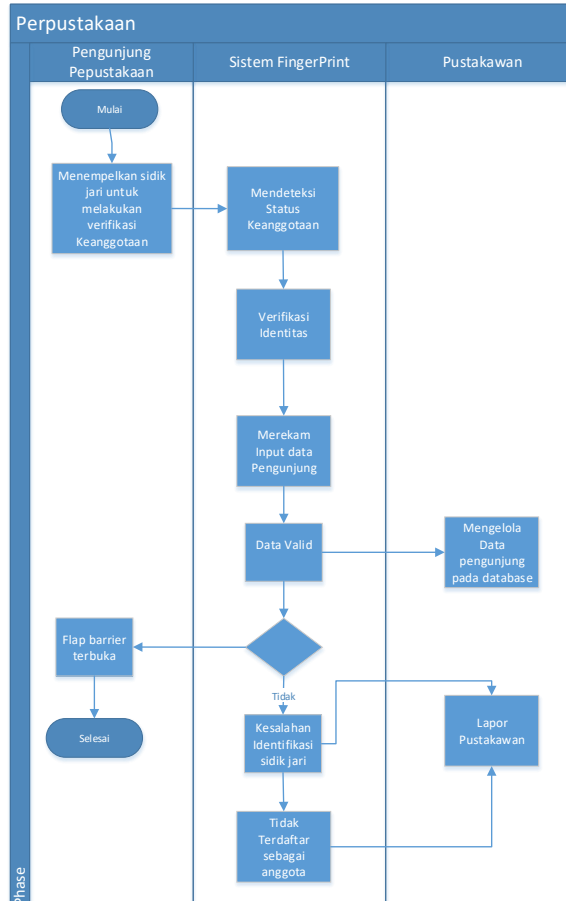 Perpustakaan
Pengunjung
Pepustakaan
Sistem FingerPrint
Pustakawan
Mulai
Menempelkan sidik
jari untuk
melakukan
verifikasi
Keanggotaan
Mendeteksi
Status
Keanggotaan
Verifikasi
Identitas
Merekam
Input data
Pengunjung
Data Valid
Mengelola
Data
pengunjung
pada database
Flap barrier
terbuka
Tidak
Selesai
Kesalahan
Identifikasi
sidik jari
Lapor
Pustakawan
Tidak
Terdaftar
sebagai
anggota
Phase